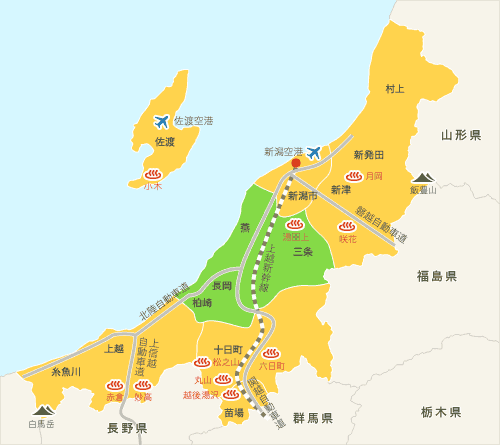 村上
山形県
佐渡空港
佐渡
新潟空港
新発田
小木
月岡
新津
飯豊山
新潟市
磐越自動車道
燕
咲花
上越新幹線
三条
福島県
長岡
北陸自動車道
柏崎
上越
上信越自動車道
十日町
松之山
六日町
糸魚川
丸山
赤倉
妙高
越後湯沢
関越自動車道
苗場
白馬岳
長野県
群馬県
栃木県